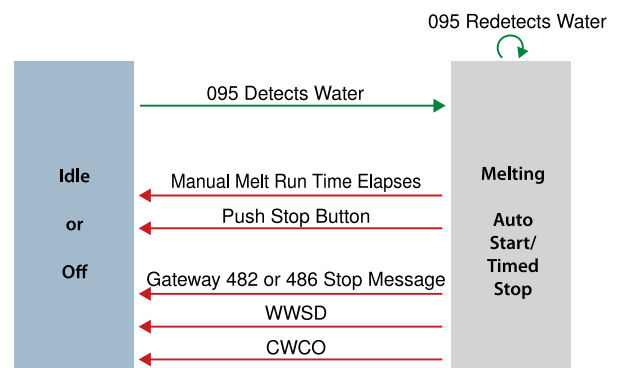 095 Redetects Water
095 Detects Water
Idle
or
Off
Manual Melt Run Time Elapses
Push Stop Button
Gateway 482 or 486 Stop Message
WWSD
CWCO
Melting
Auto
Start/
Timed
Stop